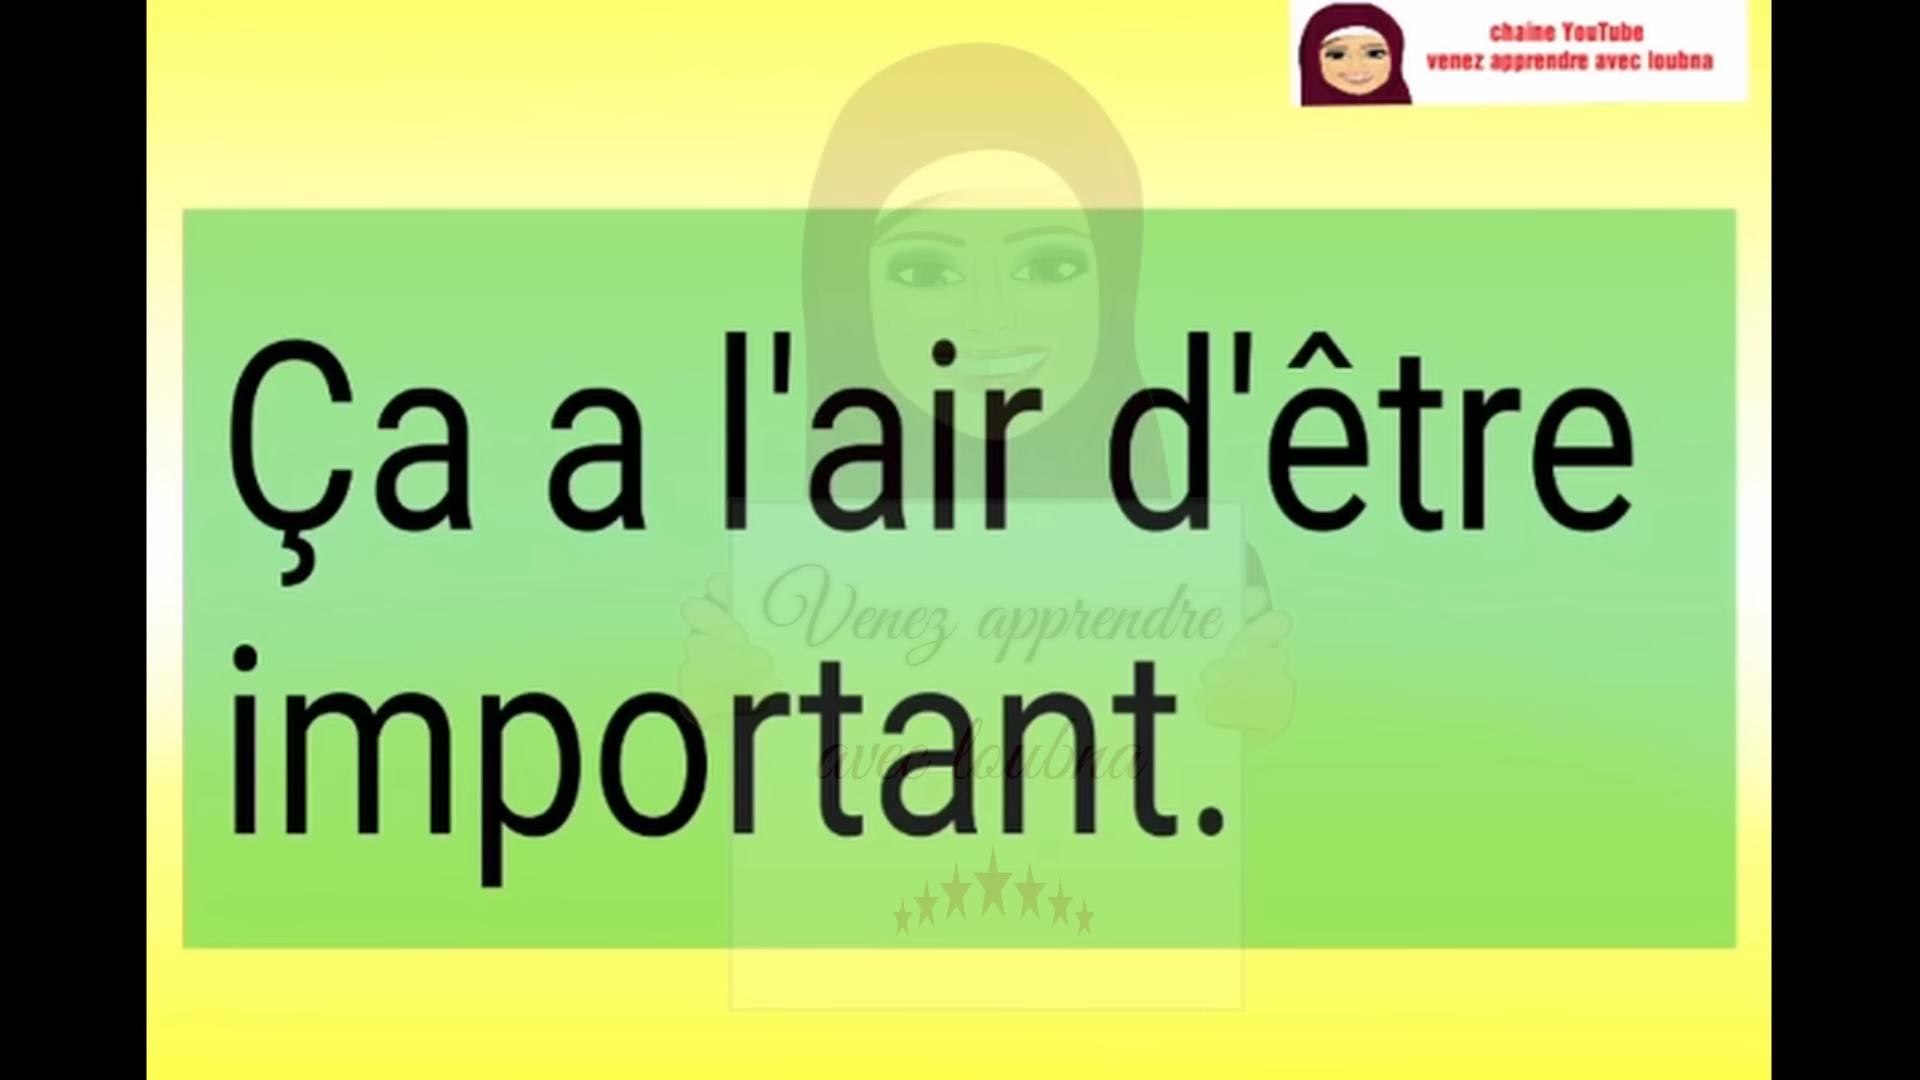 chaine YouTube
venez apprendre avec loubna
Ça a l'air d'être
important.
Venez apprendre
avec loubna